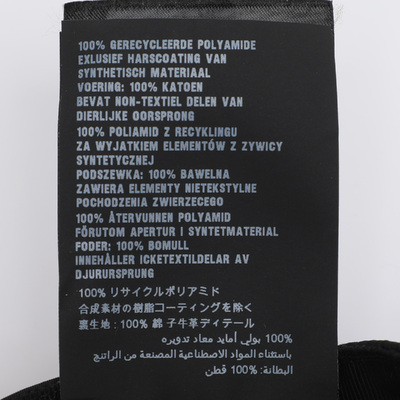 100% GERECYCLEERDE POLYAMIDE
EXLUSIEF HARSCOATING VAN
SYNTHETISCH MATERIAAL
VOERING: 100% KATOEN
BEVAT NON-TEXTIEL DELEN VAN
DIERLIJKE OORSPRONG
100% POLIAMID Z RECYKLINGU
ZA WYJATKIEM ELEMENTÓW Z ZYWICY
SYNTETYCZNEJ
PODSZEWKA: 100% BAWELNA
ZAWIERA ELEMENTY NIETEKSTYLNE
POCHODZENIA ZWIERZECEGO
100% ÅTERVUNNEN POLYAMID
FÖRUTOM APERTUR I SYNTETMATERIAL
FODER: 100% BOMULL
INNEHÅLLER ICKETEXTILDELAR AV
DJURURSPRUNG
100% リサイクルポリアミド
合成素材の樹脂コーティングを除く
裏生地：100% 綿 子牛革ディテール
100% بولي أمايد معاد تدويره
باستثناء المواد الاصطناعية المصنعة من الراتنج
البطانة: 100% قطن